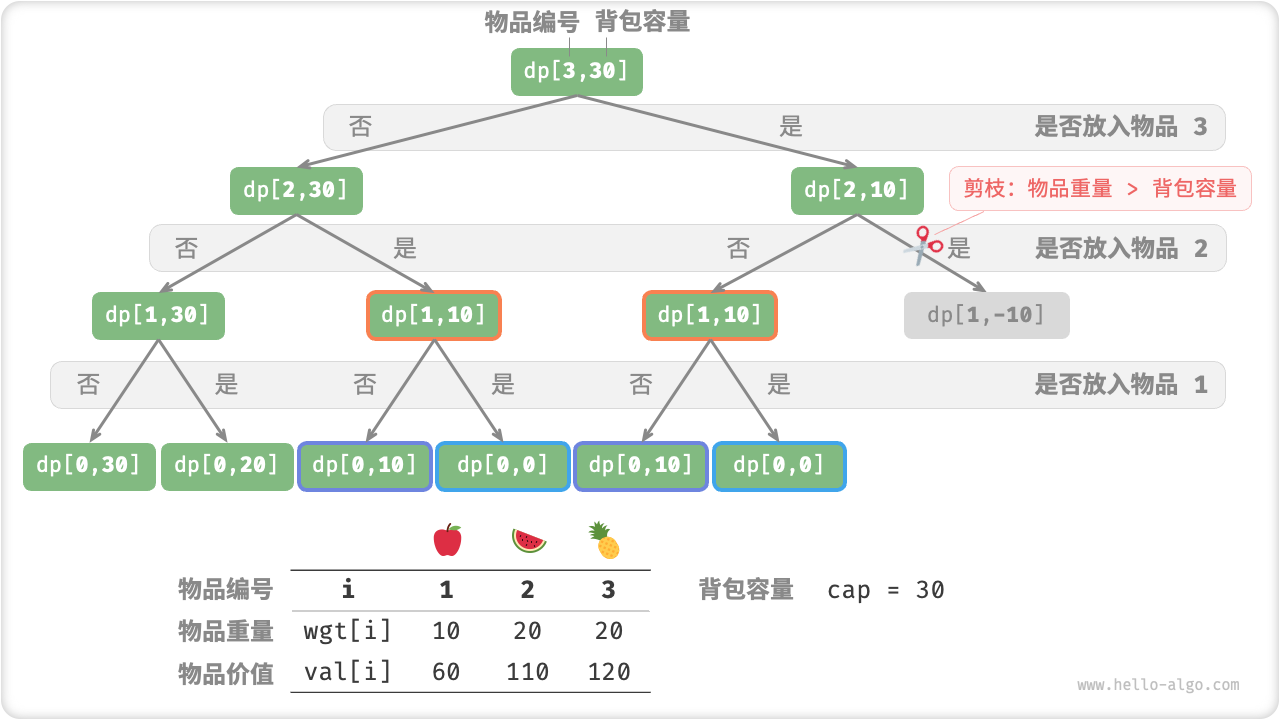 物品编号 背包容量
dp[3,30]
否 是 是否放入物品 3
dp[2,30] dp[2,10] 剪枝：物品重量 > 背包容量
否 是 否 是 是否放入物品 2
dp[1,30] dp[1,10] dp[1,10] dp[1,-10]
否 是 否 是 否 是 是否放入物品 1
dp[0,30] dp[0,20] dp[0,10] dp[0,0] dp[0,10] dp[0,0]
物品编号 i 1 2 3 背包容量 cap = 30
物品重量 wgt[i] 10 20 20
物品价值 val[i] 60 110 120
www.hello-algo.com